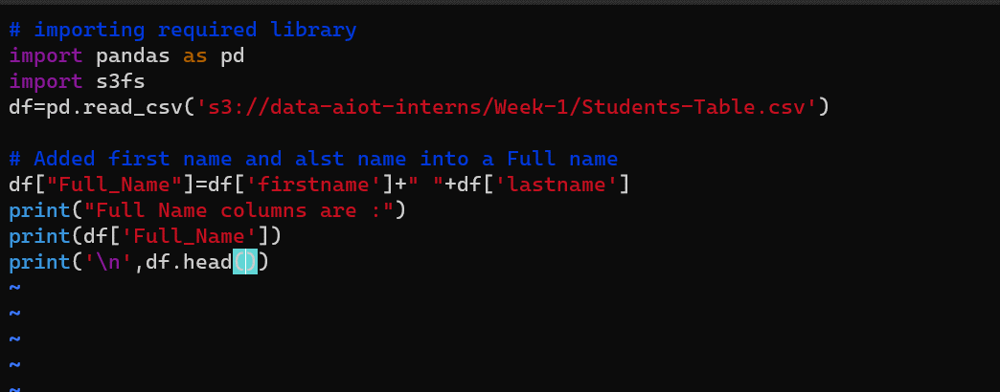 # importing required library
import pandas as pd
import s3fs
df=pd.read_csv('s3://data-aiot-interns/Week-1/Students-Table.csv')
# Added first name and alst name into a Full name
df["Full_Name"]=df['firstname']+" "+df['lastname']
print("Full Name columns are :")
print(df['Full_Name'])
print('\n',df.head())
~
~
~
~
~